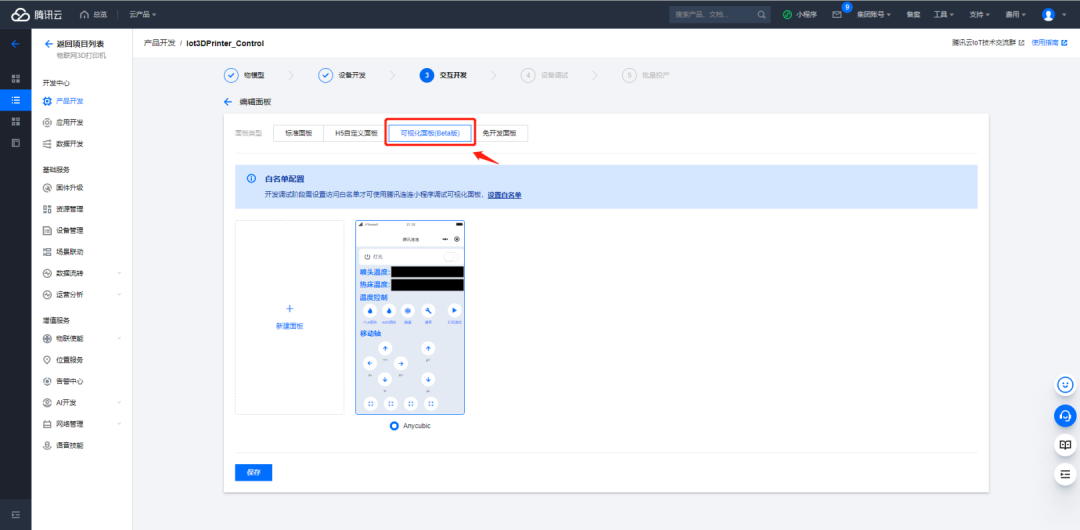 腾讯云 总览 云产品 搜索产品、文档... 小程序 9 集团账号 备案 工具 支持 费用
返回项目列表
物联网3D打印机
产品开发 / Iot3DPrinter_Control 腾讯云IoT技术交流群 使用指南
开发中心
产品开发
应用开发
数据开发
基础服务
固件升级
资源管理
设备管理
场景联动
数据流转
运营分析
增值服务
物联使能
位置服务
告警中心
AI开发
网络管理
语音技能
物模型 设备开发 3 交互开发 4 设备调试 5 批量投产
编辑面板
面板类型 标准面板 H5自定义面板 可视化面板(Beta版) 免开发面板
白名单配置
开发调试阶段需设置访问白名单才可使用腾讯连连小程序调试可视化面板，设置白名单
新建面板
腾讯连连
灯光
喷头温度:
热床温度:
温度控制
移动轴
Anycubic
保存